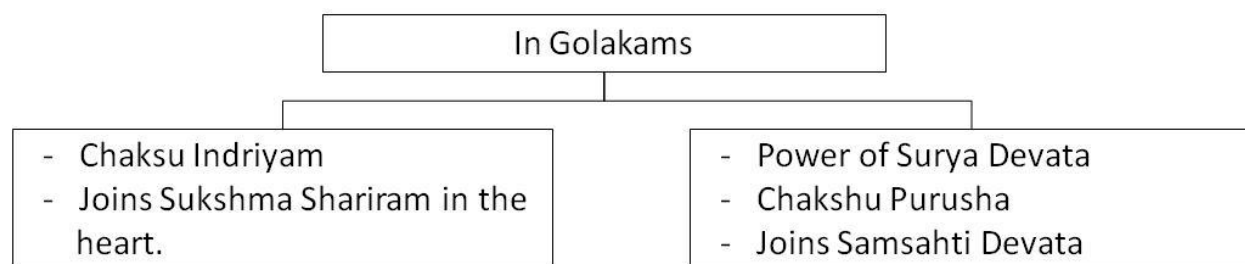 In Golakams
- Chaksu Indriyam
- Joins Sukshma Shariram in the
heart.
- Power of Surya Devata
- Chakshu Purusha
- Joins Samsahti Devata